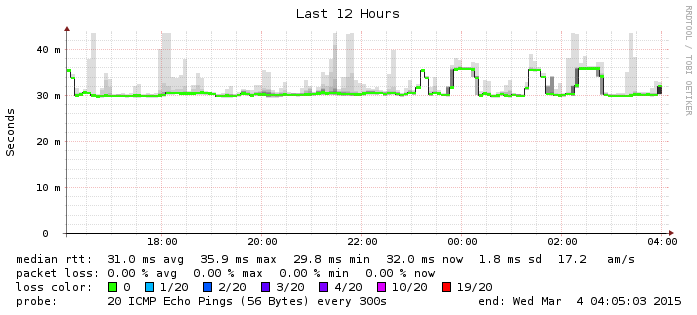 Last 12 Hours
RRDTOOL / TOBI OETIKER
Seconds
40 m
30 m
20 m
10 m
0
18:00 20:00 22:00 00:00 02:00 04:00
median rtt: 31.0 ms avg 35.9 ms max 29.8 ms min 32.0 ms now 1.8 ms sd 17.2 am/s
packet loss: 0.00 % avg 0.00 % max 0.00 % min 0.00 % now
loss color: 0 1/20 2/20 3/20 4/20 10/20 19/20
probe: 20 ICMP Echo Pings (56 Bytes) every 300s end: Wed Mar 4 04:05:03 2015